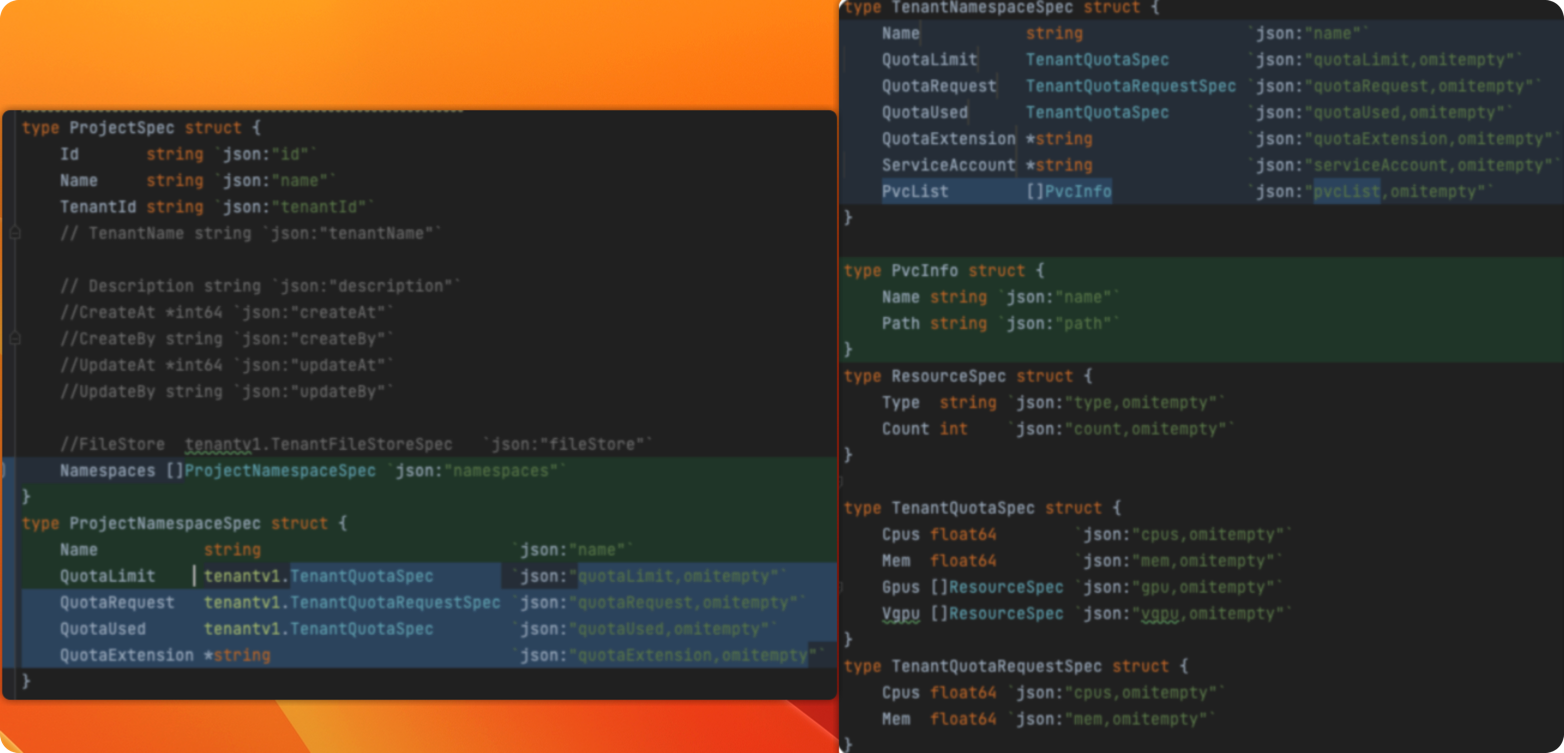 type ProjectSpec struct {
Id string `json:"id"`
Name string `json:"name"`
TenantId string `json:"tenantId"`
// TenantName string `json:"tenantName"`
// Description string `json:"description"`
//CreateAt *int64 `json:"createAt"`
//CreateBy string `json:"createBy"`
//UpdateAt *int64 `json:"updateAt"`
//UpdateBy string `json:"updateBy"`
//FileStore tenantv1.TenantFileStoreSpec `json:"fileStore"`
Namespaces []ProjectNamespaceSpec `json:"namespaces"`
}
type ProjectNamespaceSpec struct {
Name string `json:"name"`
QuotaLimit tenantv1.TenantQuotaSpec `json:"quotaLimit,omitempty"`
QuotaRequest tenantv1.TenantQuotaRequestSpec `json:"quotaRequest,omitempty"`
QuotaUsed tenantv1.TenantQuotaSpec `json:"quotaUsed,omitempty"`
QuotaExtension *string `json:"quotaExtension,omitempty"`
}
type TenantNamespaceSpec struct {
Name string `json:"name"`
QuotaLimit TenantQuotaSpec `json:"quotaLimit,omitempty"`
QuotaRequest TenantQuotaRequestSpec `json:"quotaRequest,omitempty"`
QuotaUsed TenantQuotaSpec `json:"quotaUsed,omitempty"`
QuotaExtension *string `json:"quotaExtension,omitempty"`
ServiceAccount *string `json:"serviceAccount,omitempty"`
PvcList []PvcInfo `json:"pvcList,omitempty"`
}
type PvcInfo struct {
Name string `json:"name"`
Path string `json:"path"`
}
type ResourceSpec struct {
Type string `json:"type,omitempty"`
Count int `json:"count,omitempty"`
}
type TenantQuotaSpec struct {
Cpus float64 `json:"cpus,omitempty"`
Mem float64 `json:"mem,omitempty"`
Gpus []ResourceSpec `json:"gpu,omitempty"`
Vgpu []ResourceSpec `json:"vgpu,omitempty"`
}
type TenantQuotaRequestSpec struct {
Cpus float64 `json:"cpus,omitempty"`
Mem float64 `json:"mem,omitempty"`
}